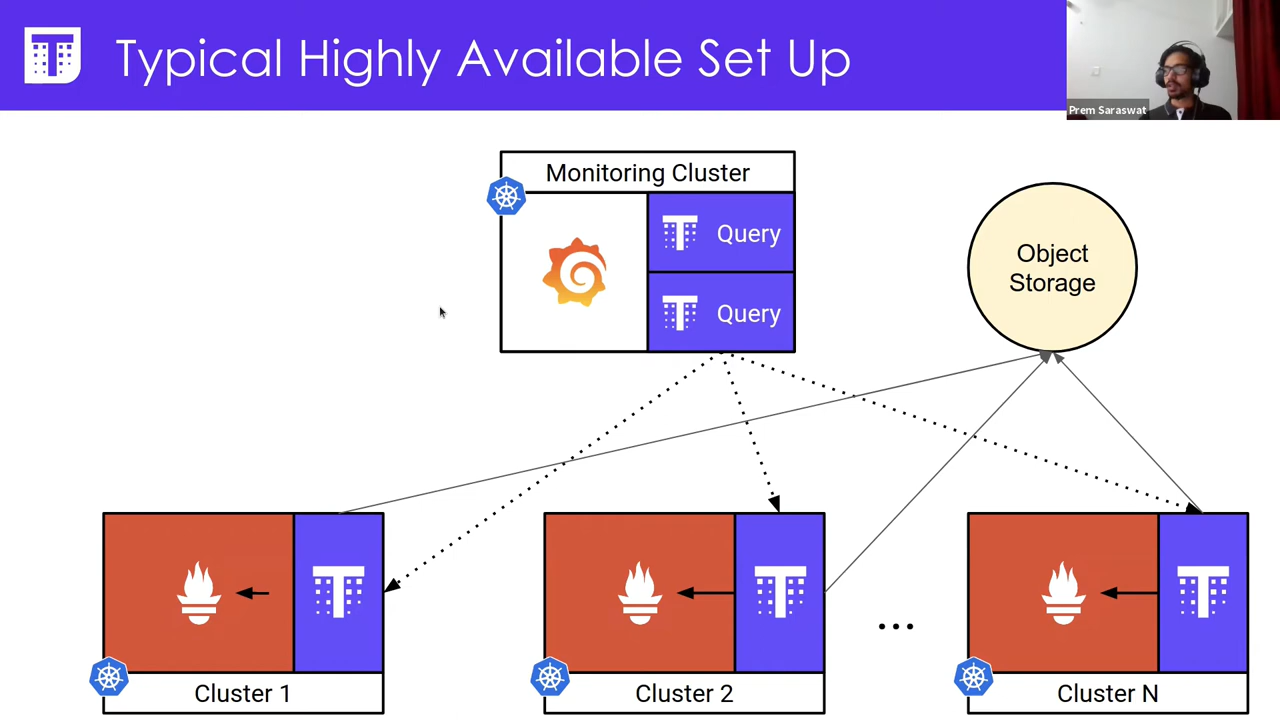 Typical Highly Available Set Up
Prem Saraswat
Monitoring Cluster
Query
Query
Object
Storage
...
Cluster 1
Cluster 2
Cluster N